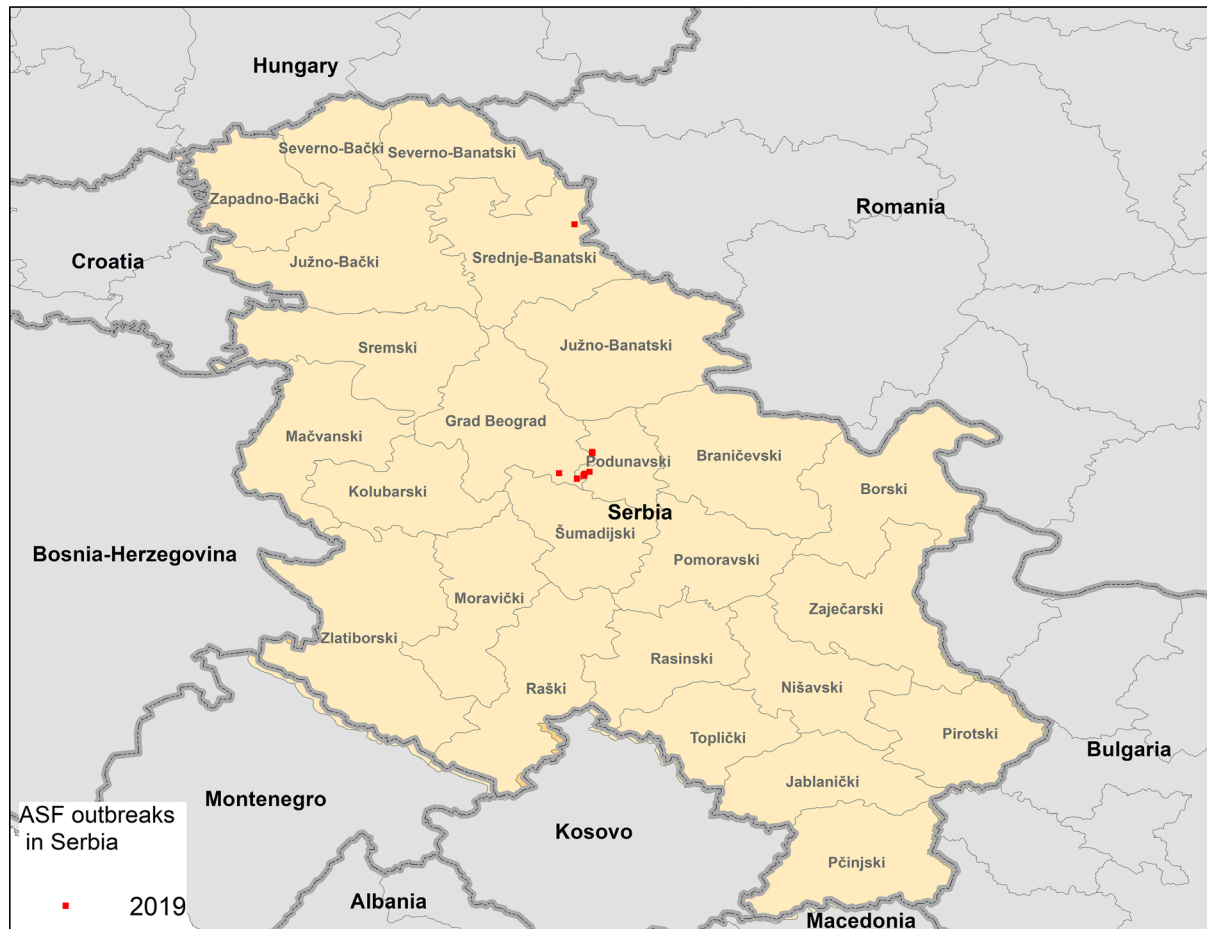 Hungary
Severno-Bački
Severno-Banatski
Zapadno-Bački
Romania
Croatia
Južno-Bački
Srednje-Banatski
Sremski
Južno-Banatski
Grad Beograd
Mačvanski
Podunavski
Braničevski
Kolubarski
Borski
Serbia
Šumadijski
Bosnia-Herzegovina
Pomoravski
Moravički
Zaječarski
Zlatiborski
Rasinski
Raški
Nišavski
Toplički
Pirotski
Bulgaria
Jablanički
Montenegro
Kosovo
ASF outbreaks
in Serbia
Pčinjski
2019
Albania
Macedonia